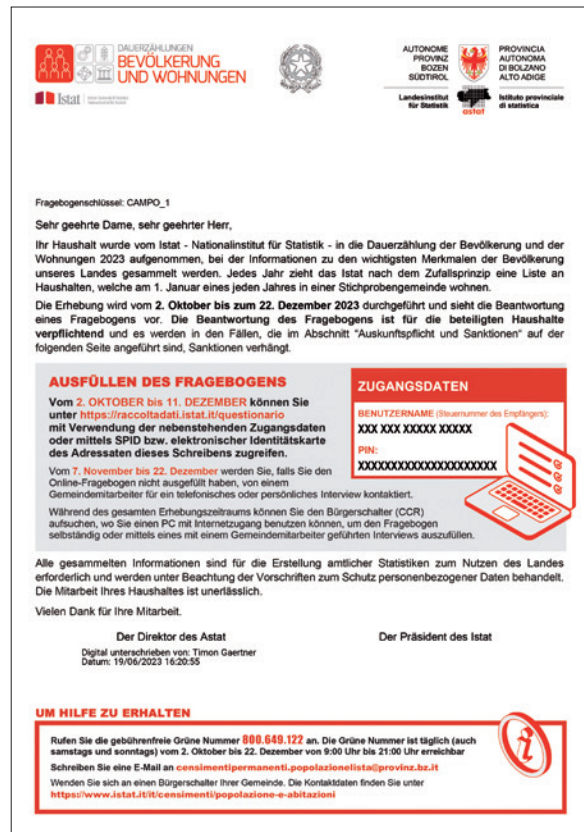 DAUERZÄHLUNGEN
BEVÖLKERUNG
UND WOHNUNGEN
Istat
AUTONOME
PROVINZ
BOZEN
SÜDTIROL
PROVINCIA
AUTONOMA
DI BOLZANO
ALTO ADIGE
Landesinstitut
für Statistik
astat
Istituto provinciale
di statistica
Fragebogenschlüssel: CAMPO_1
Sehr geehrte Dame, sehr geehrter Herr,
Ihr Haushalt wurde vom Istat - Nationalinstitut für Statistik - in die Dauerzählung der Bevölkerung und der
Wohnungen 2023 aufgenommen, bei der Informationen zu den wichtigsten Merkmalen der Bevölkerung
unseres Landes gesammelt werden. Jedes Jahr zieht das Istat nach dem Zufallsprinzip eine Liste an
Haushalten, welche am 1. Januar eines jeden Jahres in einer Stichprobengemeinde wohnen.
Die Erhebung wird vom 2. Oktober bis zum 22. Dezember 2023 durchgeführt und sieht die Beantwortung
eines Fragebogens vor. Die Beantwortung des Fragebogens ist für die beteiligten Haushalte
verpflichtend und es werden in den Fällen, die im Abschnitt "Auskunftspflicht und Sanktionen" auf der
folgenden Seite angeführt sind, Sanktionen verhängt.
AUSFÜLLEN DES FRAGEBOGENS
Vom 2. OKTOBER bis 11. DEZEMBER können Sie
unter https://raccoltadati.istat.it/questionario
mit Verwendung der nebenstehenden Zugangsdaten
oder mittels SPID bzw. elektronischer Identitätskarte
des Adressaten dieses Schreibens zugreifen.
Vom 7. November bis 22. Dezember werden Sie, falls Sie den
Online-Fragebogen nicht ausgefüllt haben, von einem
Gemeindemitarbeiter für ein telefonisches oder persönliches Interview kontaktiert.
Während des gesamten Erhebungszeitraums können Sie den Bürgerschalter (CCR)
aufsuchen, wo Sie einen PC mit Internetzugang benutzen können, um den Fragebogen
selbständig oder mittels eines mit einem Gemeindemitarbeiter geführten Interviews auszufüllen.
ZUGANGSDATEN
BENUTZERNAME (Steuernummer des Empfängers):
XXX XXX XXXXX XXXXX
PIN:
XXXXXXXXXXXXXXXXXXXXX
Alle gesammelten Informationen sind für die Erstellung amtlicher Statistiken zum Nutzen des Landes
erforderlich und werden unter Beachtung der Vorschriften zum Schutz personenbezogener Daten behandelt.
Die Mitarbeit Ihres Haushaltes ist unerlässlich.
Vielen Dank für Ihre Mitarbeit.
Der Direktor des Astat
Der Präsident des Istat
Digital unterschrieben von: Timon Gaertner
Datum: 19/06/2023 16:20:55
UM HILFE ZU ERHALTEN
Rufen Sie die gebührenfreie Grüne Nummer 800.649.122 an. Die Grüne Nummer ist täglich (auch
samstags und sonntags) vom 2. Oktober bis 22. Dezember von 9:00 Uhr bis 21:00 Uhr erreichbar
Schreiben Sie eine E-Mail an censimentipermanenti.popolazionelista@provinz.bz.it
Wenden Sie sich an einen Bürgerschalter Ihrer Gemeinde. Die Kontaktdaten finden Sie unter
https://www.istat.it/it/censimenti/popolazione-e-abitazioni